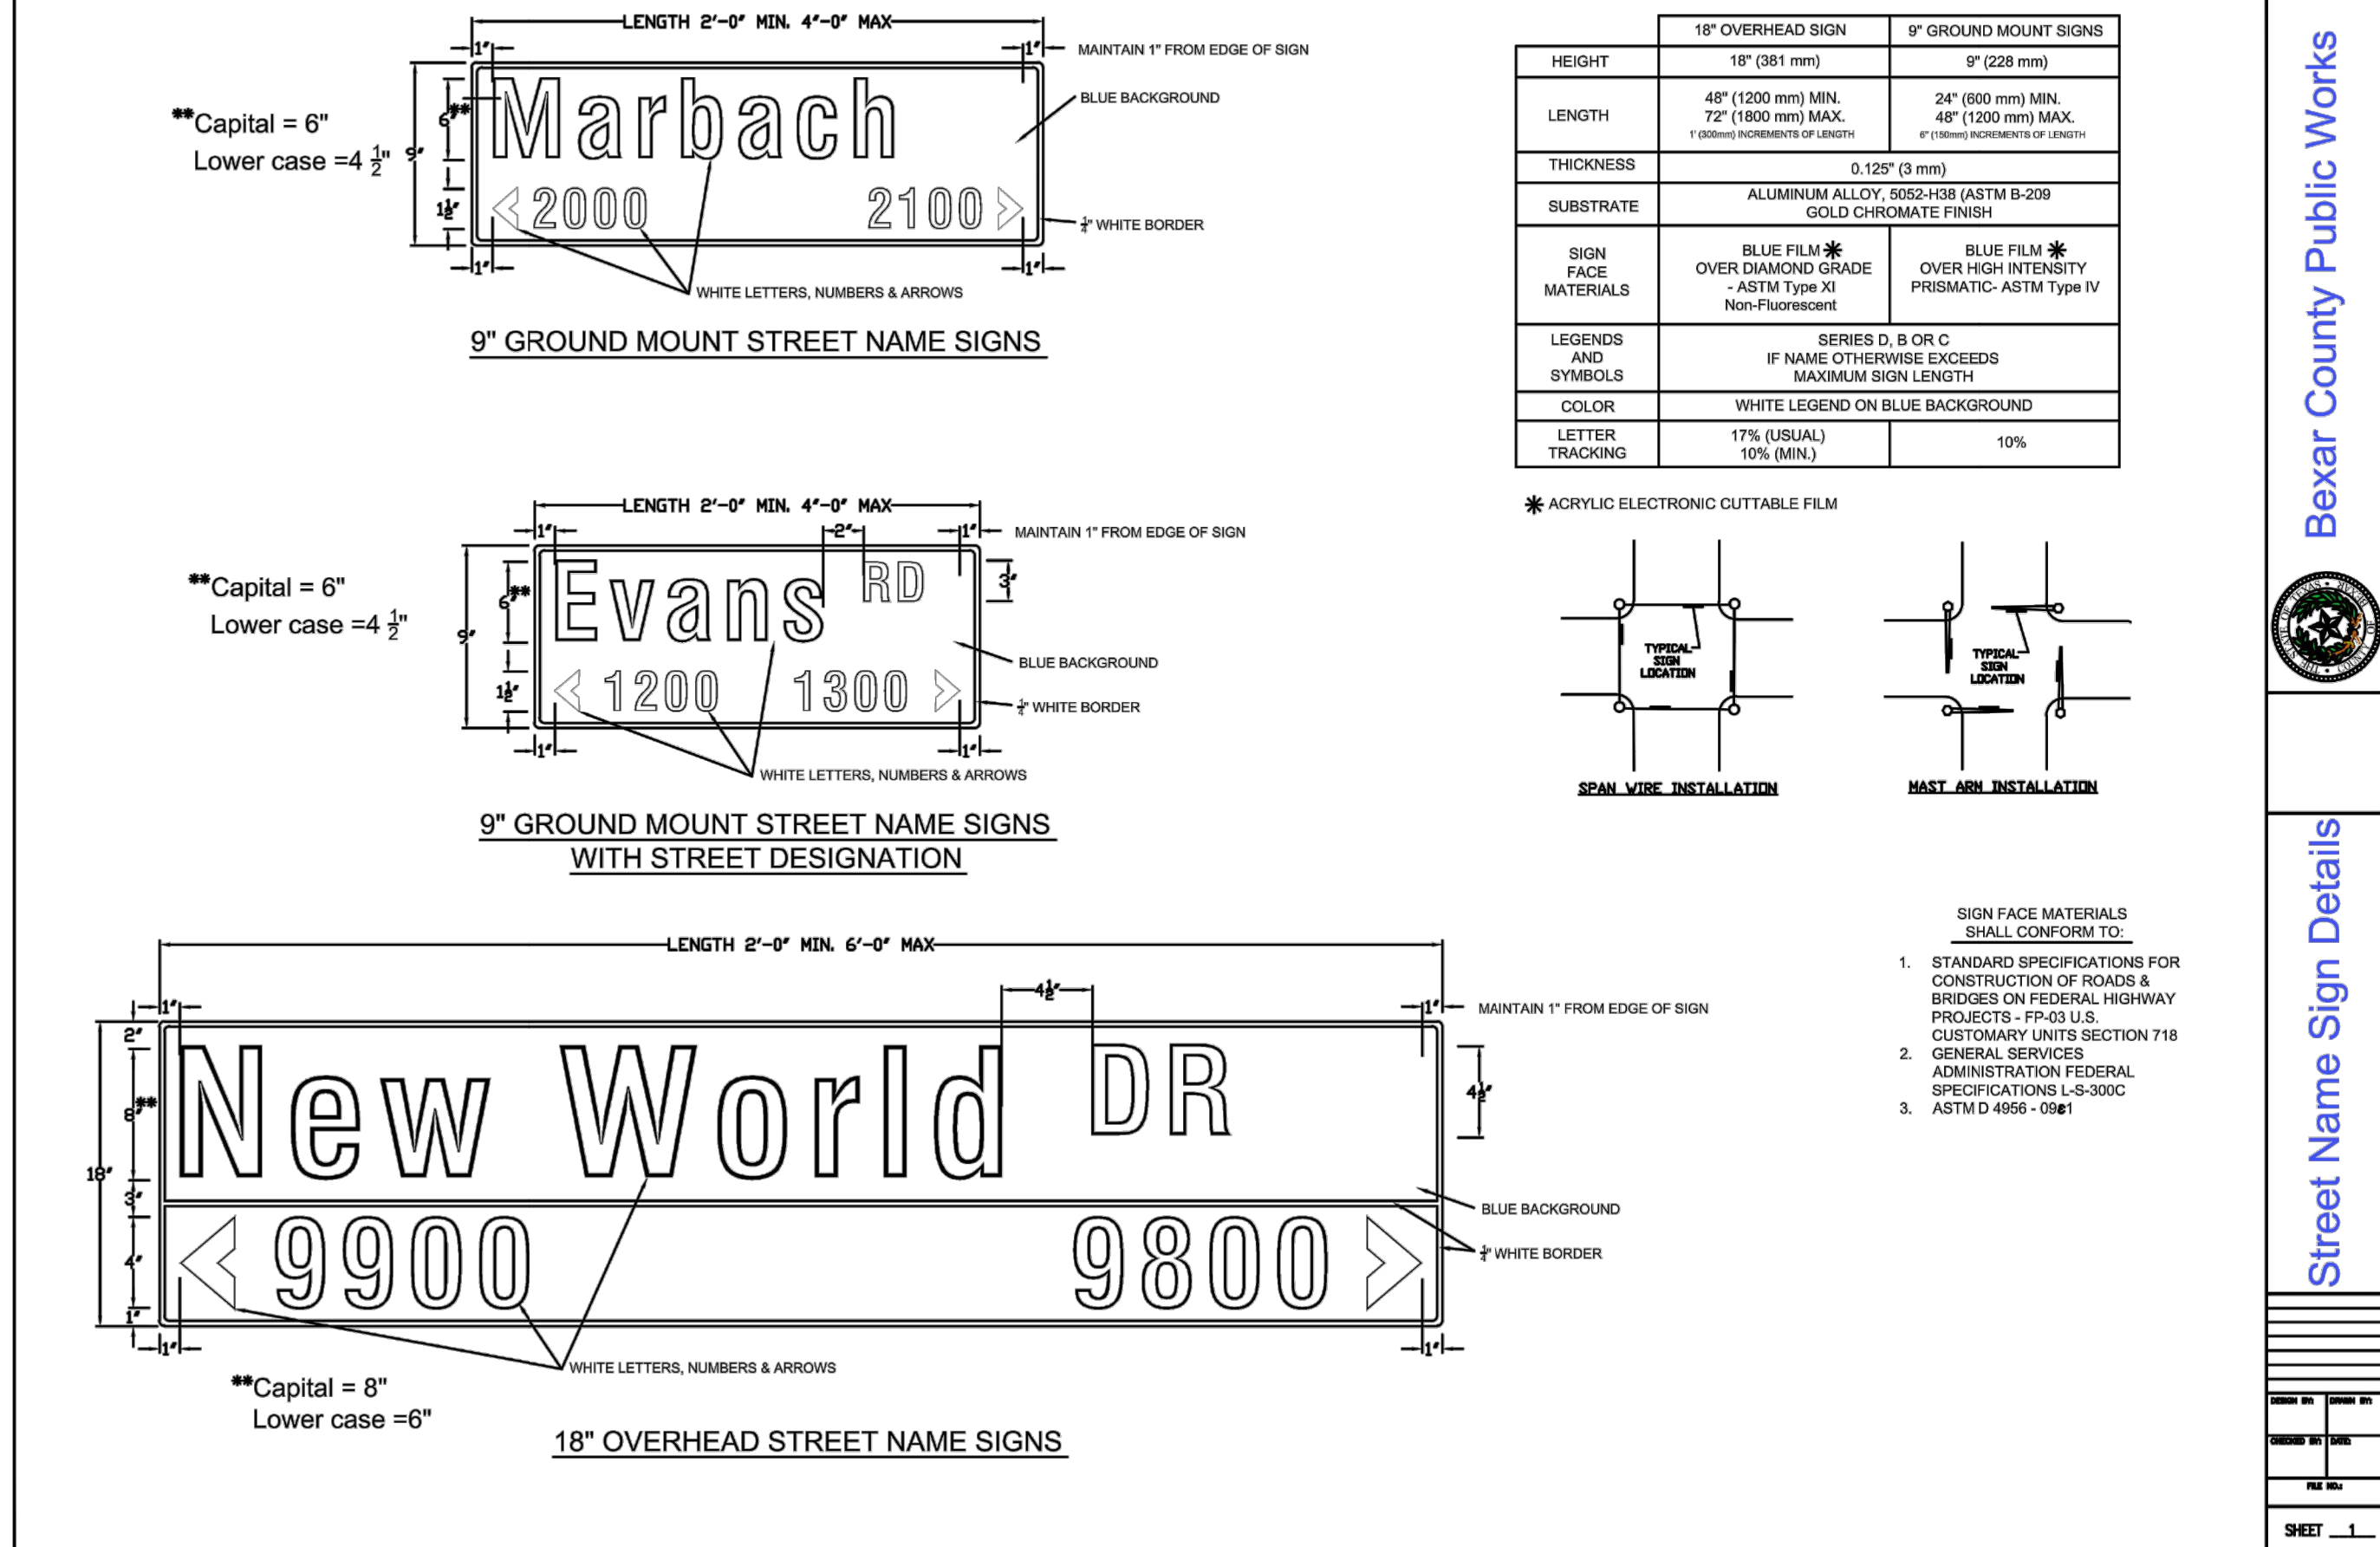 LENGTH 2'-0" MIN. 4"-0" MAX
1"
1"
MAINTAIN 1" FROM EDGE OF SIGN
**Capital = 6"
Lower case =4 1/2"
9"
6"**
1 1/2"
Marbach
2000 2100
BLUE BACKGROUND
1/4" WHITE BORDER
1"
1"
WHITE LETTERS, NUMBERS & ARROWS
9" GROUND MOUNT STREET NAME SIGNS
LENGTH 2'-0" MIN. 4"-0" MAX
1"
2"
1"
MAINTAIN 1" FROM EDGE OF SIGN
**Capital = 6"
Lower case =4 1/2"
9"
6"**
1 1/2"
Evans RD
3"
1200 1300
BLUE BACKGROUND
1/4" WHITE BORDER
1"
1"
WHITE LETTERS, NUMBERS & ARROWS
9" GROUND MOUNT STREET NAME SIGNS
WITH STREET DESIGNATION
LENGTH 2'-0" MIN. 6'-0" MAX
1"
4 1/2"
1"
MAINTAIN 1" FROM EDGE OF SIGN
18"
2"
8"**
3"
4"
1"
New World DR
4 1/2"
9900 9800
BLUE BACKGROUND
1/4" WHITE BORDER
1"
1"
WHITE LETTERS, NUMBERS & ARROWS
**Capital = 8"
Lower case =6"
18" OVERHEAD STREET NAME SIGNS
18" OVERHEAD SIGN 9" GROUND MOUNT SIGNS
HEIGHT 18" (381 mm) 9" (228 mm)
LENGTH
48" (1200 mm) MIN.
72" (1800 mm) MAX.
1' (300mm) INCREMENTS OF LENGTH
24" (600 mm) MIN.
48" (1200 mm) MAX.
6" (150mm) INCREMENTS OF LENGTH
THICKNESS 0.125" (3 mm)
SUBSTRATE
ALUMINUM ALLOY, 5052-H38 (ASTM B-209
GOLD CHROMATE FINISH
SIGN
FACE
MATERIALS
BLUE FILM *
OVER DIAMOND GRADE
- ASTM Type XI
Non-Fluorescent
BLUE FILM *
OVER HIGH INTENSITY
PRISMATIC- ASTM Type IV
LEGENDS
AND
SYMBOLS
SERIES D, B OR C
IF NAME OTHERWISE EXCEEDS
MAXIMUM SIGN LENGTH
COLOR WHITE LEGEND ON BLUE BACKGROUND
LETTER
TRACKING
17% (USUAL)
10% (MIN.)
10%
* ACRYLIC ELECTRONIC CUTTABLE FILM
TYPICAL
SIGN
LOCATION
SPAN WIRE INSTALLATION
TYPICAL
SIGN
LOCATION
MAST ARM INSTALLATION
SIGN FACE MATERIALS
SHALL CONFORM TO:
1. STANDARD SPECIFICATIONS FOR
CONSTRUCTION OF ROADS &
BRIDGES ON FEDERAL HIGHWAY
PROJECTS - FP-03 U.S.
CUSTOMARY UNITS SECTION 718
2. GENERAL SERVICES
ADMINISTRATION FEDERAL
SPECIFICATIONS L-S-300C
3. ASTM D 4956 - 09ε1
Bexar County Public Works
THE STATE OF TEXAS • COUNTY OF BEXAR •
Street Name Sign Details
DESIGN BY: DRAWN BY:
CHECKED BY: DATE:
FILE NO.:
SHEET 1